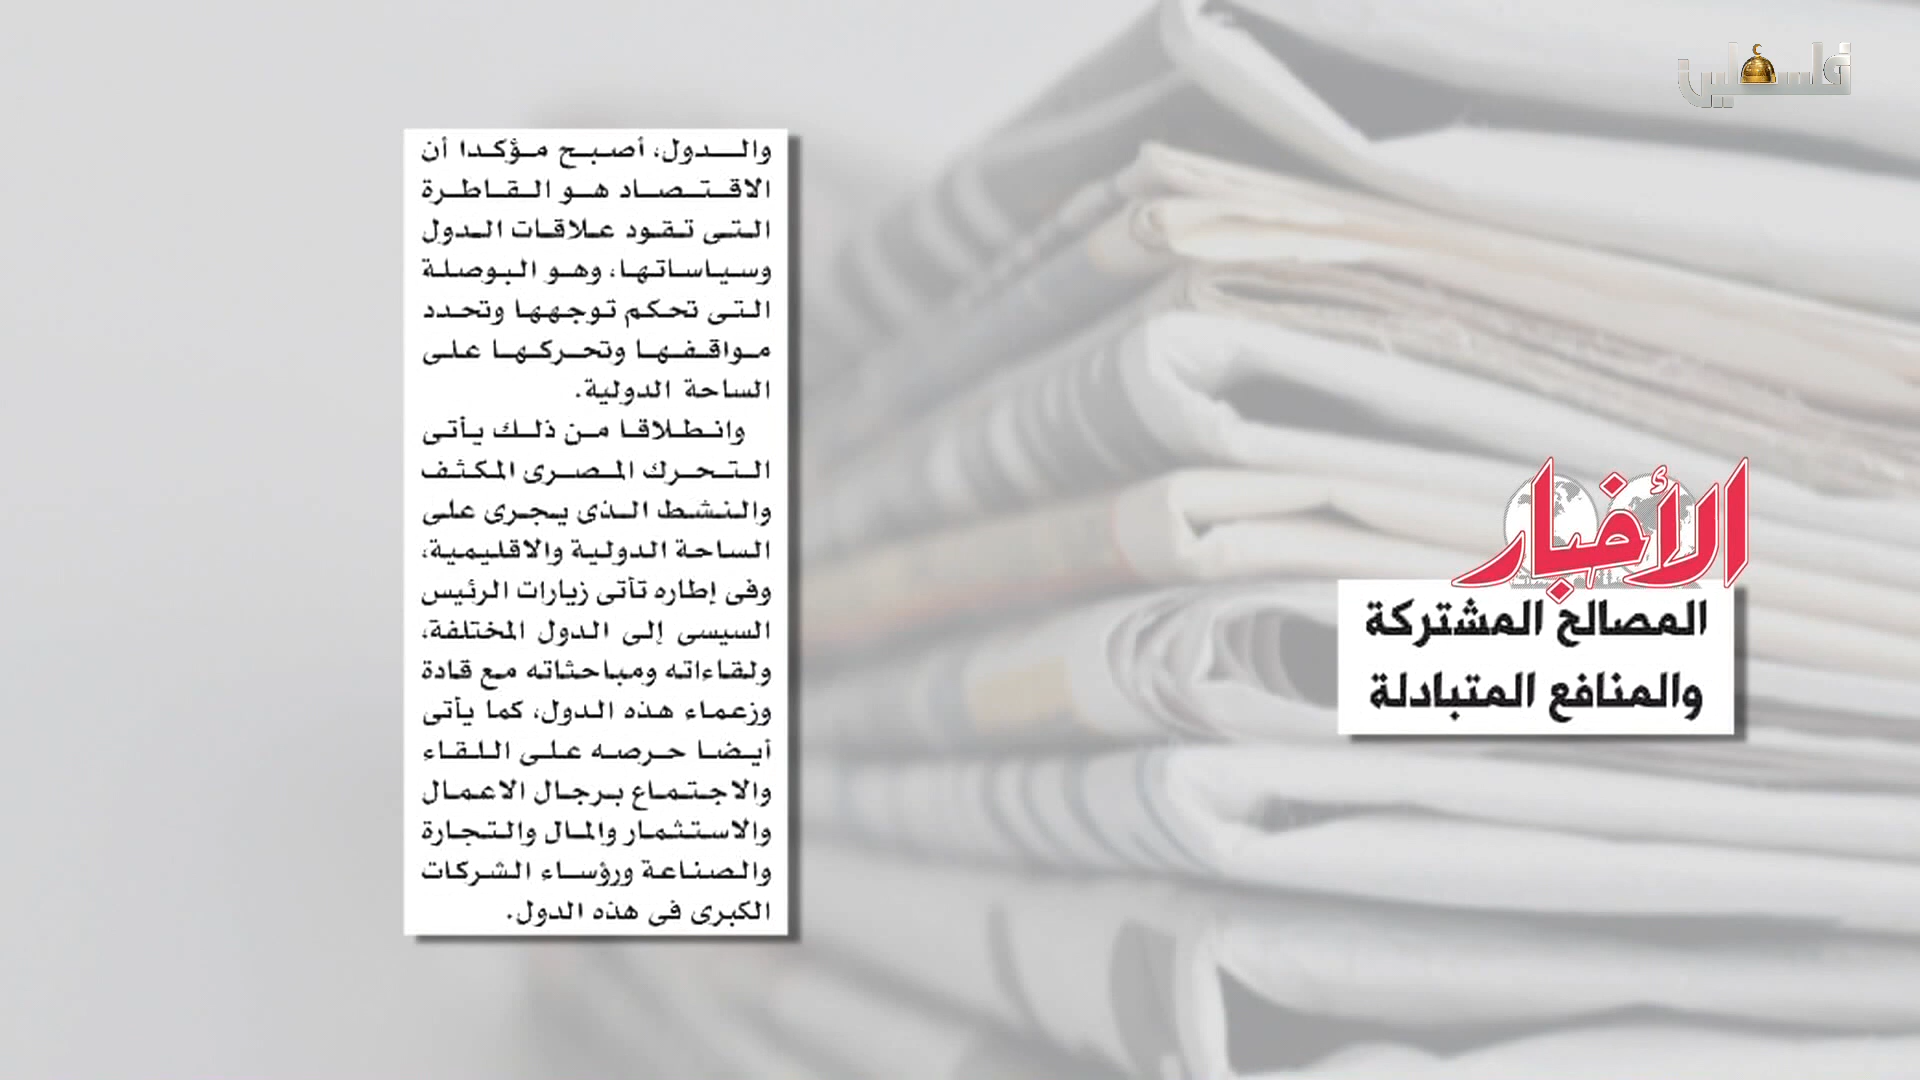 فلسطين
الأخبار
المصالح المشتركة
والمنافع المتبادلة
والـدول، أصبح مؤكدا أن
الاقتصاد هو القاطرة
التى تقود علاقات الدول
وسياساتها، وهو البوصلة
التى تحكم توجهها وتحدد
مواقفها وتحركها على
الساحة الدولية.
وانطلاقا من ذلك يأتى
التحرك المصرى المكثف
والنشط الذى يجرى على
الساحة الدولية والاقليمية،
وفى إطاره تأتى زيارات الرئيس
السيسى إلى الدول المختلفة،
ولقاءاته ومباحثاته مع قادة
وزعماء هذه الدول، كما يأتى
أيضا حرصه على اللقاء
والاجتماع برجال الاعمال
والاستثمار والمال والتجارة
والصناعة ورؤساء الشركات
الكبرى فى هذه الدول.